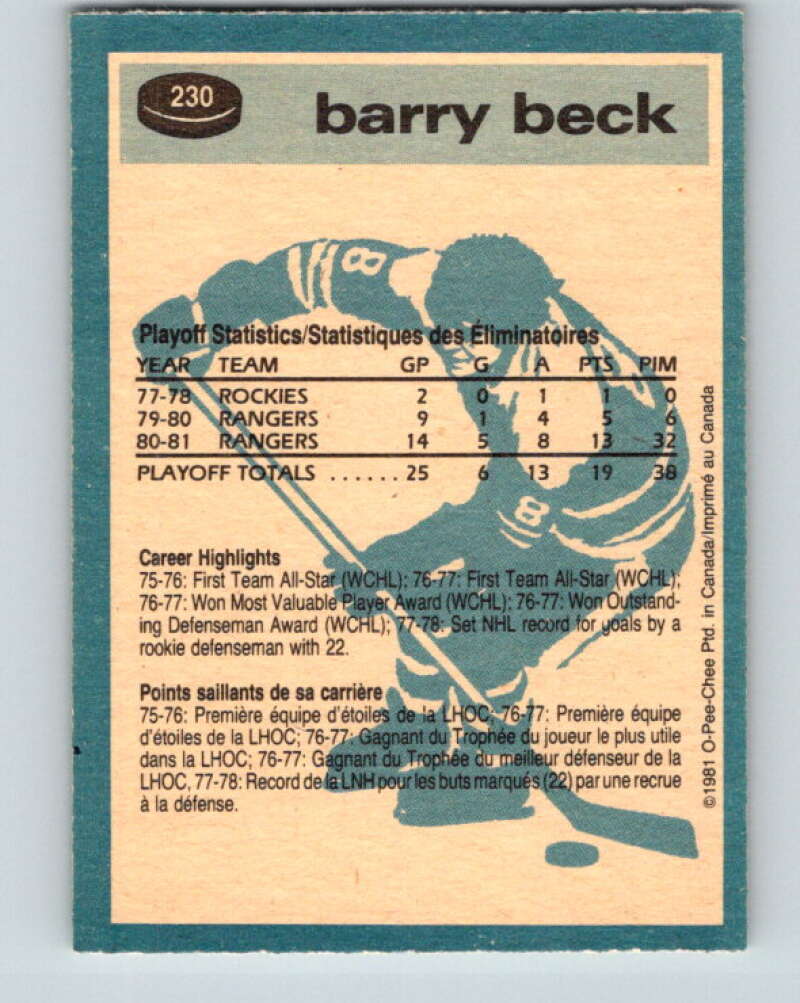 230
barry beck
8
Playoff Statistics/Statistiques des Éliminatoires
YEAR TEAM GP G A PTS PIM
77-78 ROCKIES 2 0 1 1 0
79-80 RANGERS 9 1 4 5 6
80-81 RANGERS 14 5 8 13 32
PLAYOFF TOTALS ...... 25 6 13 19 38
8
Career Highlights
75-76: First Team All-Star (WCHL); 76-77: First Team All-Star (WCHL);
76-77: Won Most Valuable Player Award (WCHL); 76-77: Won Outstand-
ing Defenseman Award (WCHL); 77-78: Set NHL record for goals by a
rookie defenseman with 22.
Points saillants de sa carrière
75-76: Première équipe d'étoiles de la LHOC; 76-77: Première équipe
d'étoiles de la LHOC; 76-77: Gagnant du Trophée du joueur le plus utile
dans la LHOC; 76-77: Gagnant du Trophée du meilleur défenseur de la
LHOC, 77-78: Record de la LNH pour les buts marqués (22) par une recrue
à la défense.
©1981 O-Pee-Chee Ptd. in Canada/Imprimé au Canada